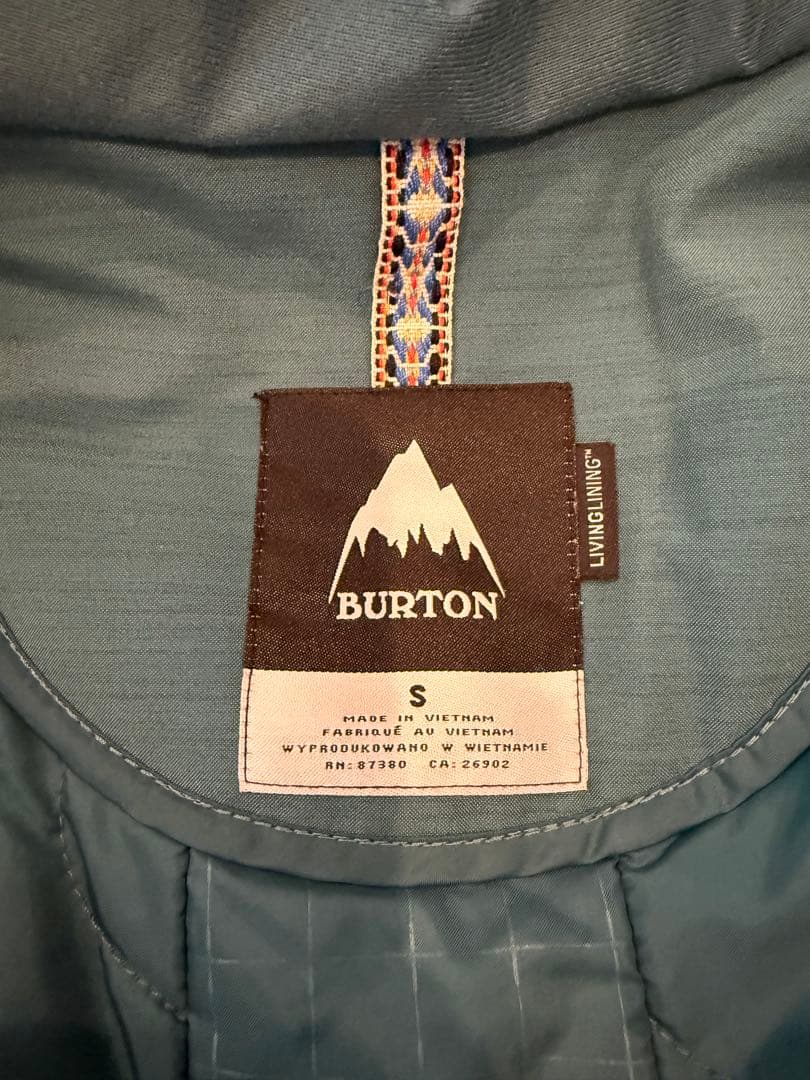 BURTON
LIVINGLINING™
S
MADE IN VIETNAM
FABRIQUÉ AU VIETNAM
WYPRODUKOWANO W WIETNAMIE
RN: 87380 CA: 26902